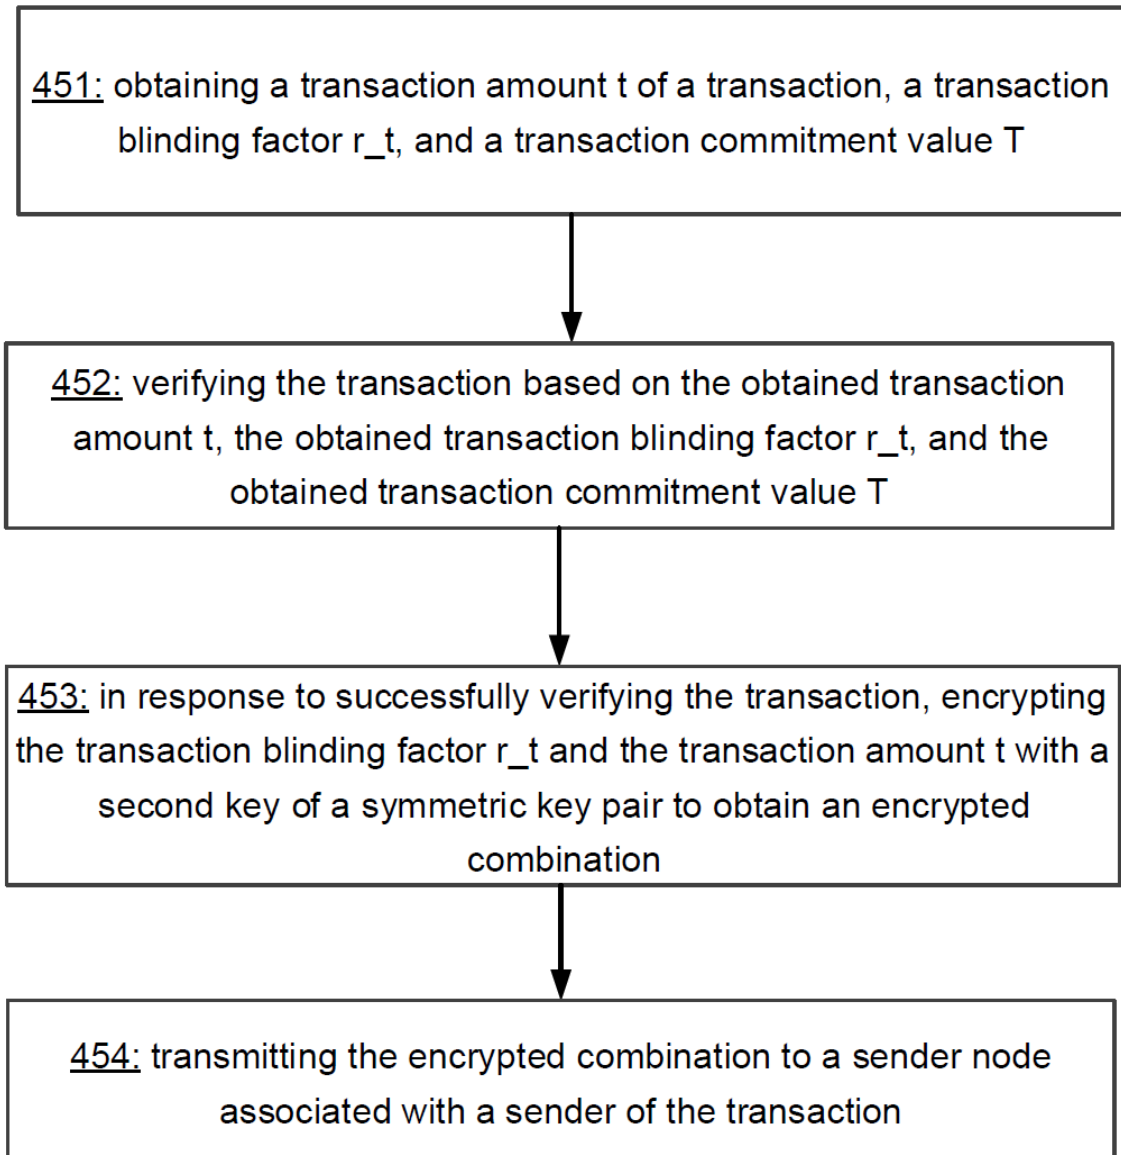 451: obtaining a transaction amount t of a transaction, a transaction
blinding factor r_t, and a transaction commitment value T
452: verifying the transaction based on the obtained transaction
amount t, the obtained transaction blinding factor r_t, and the
obtained transaction commitment value T
453: in response to successfully verifying the transaction, encrypting
the transaction blinding factor r_t and the transaction amount t with a
second key of a symmetric key pair to obtain an encrypted
combination
454: transmitting the encrypted combination to a sender node
associated with a sender of the transaction